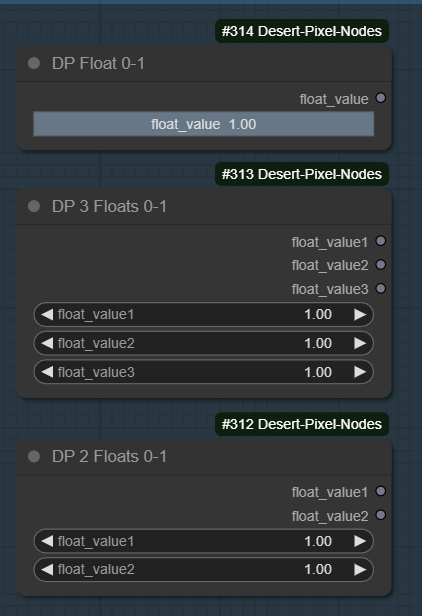 #314 Desert-Pixel-Nodes
DP Float 0-1
float_value
float_value 1.00
#313 Desert-Pixel-Nodes
DP 3 Floats 0-1
float_value1
float_value2
float_value3
float_value1 1.00
float_value2 1.00
float_value3 1.00
#312 Desert-Pixel-Nodes
DP 2 Floats 0-1
float_value1
float_value2
float_value1 1.00
float_value2 1.00